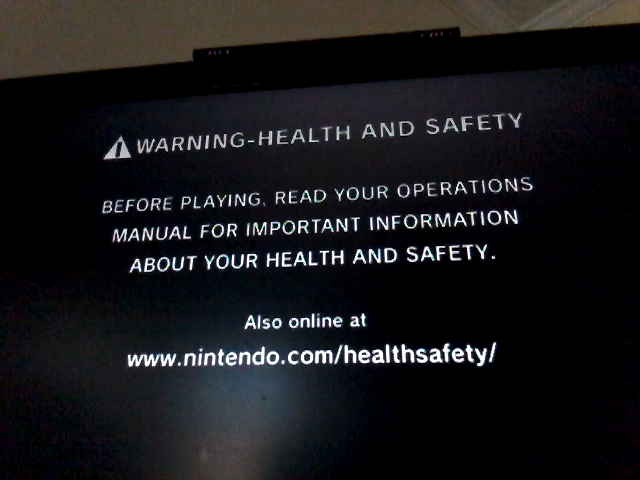 WARNING-HEALTH AND SAFETY
BEFORE PLAYING, READ YOUR OPERATIONS
MANUAL FOR IMPORTANT INFORMATION
ABOUT YOUR HEALTH AND SAFETY.
Also online at
www.nintendo.com/healthsafety/